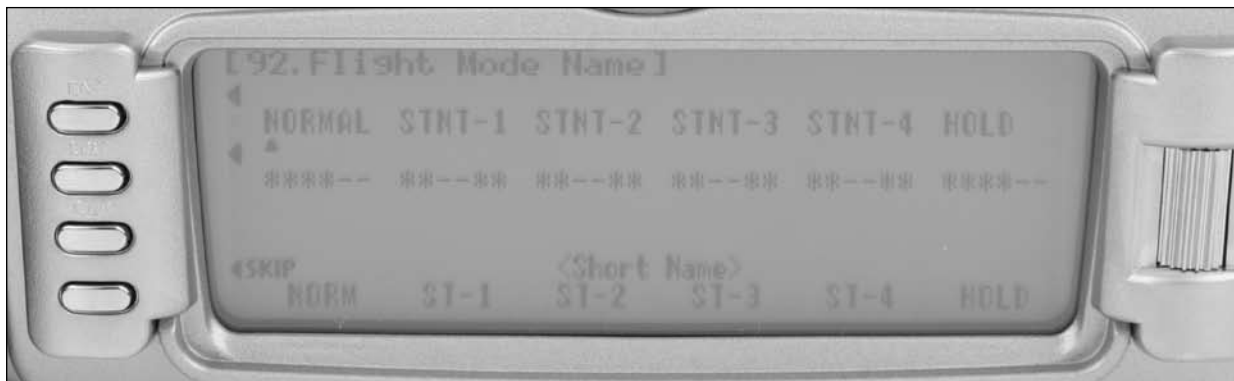 [92.Flight Mode Name]
NORMAL STNT-1 STNT-2 STNT-3 STNT-4 HOLD
****-- **--** **--** **--** **--** ****--
SKIP <Short Name>
NORM ST-1 ST-2 ST-3 ST-4 HOLD